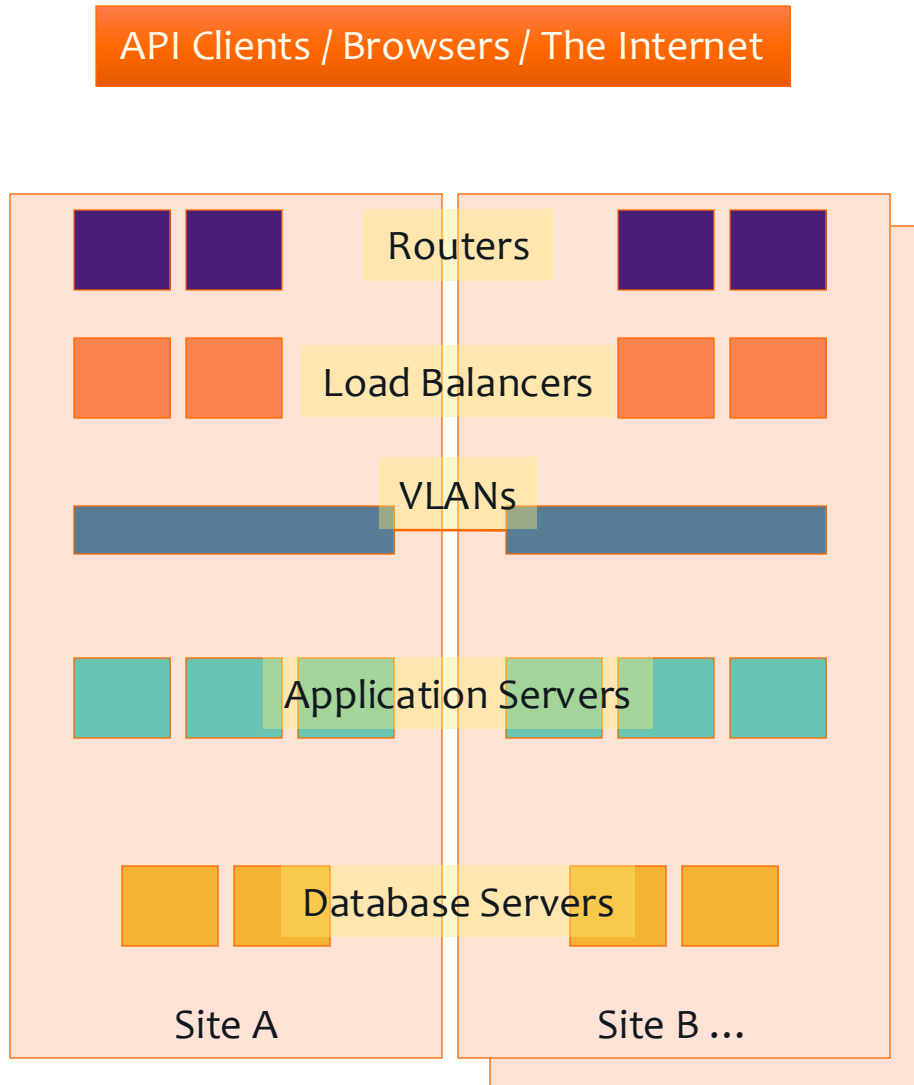 API Clients / Browsers / The Internet
Routers
Load Balancers
VLANs
Application Servers
Database Servers
Site A
Site B ...